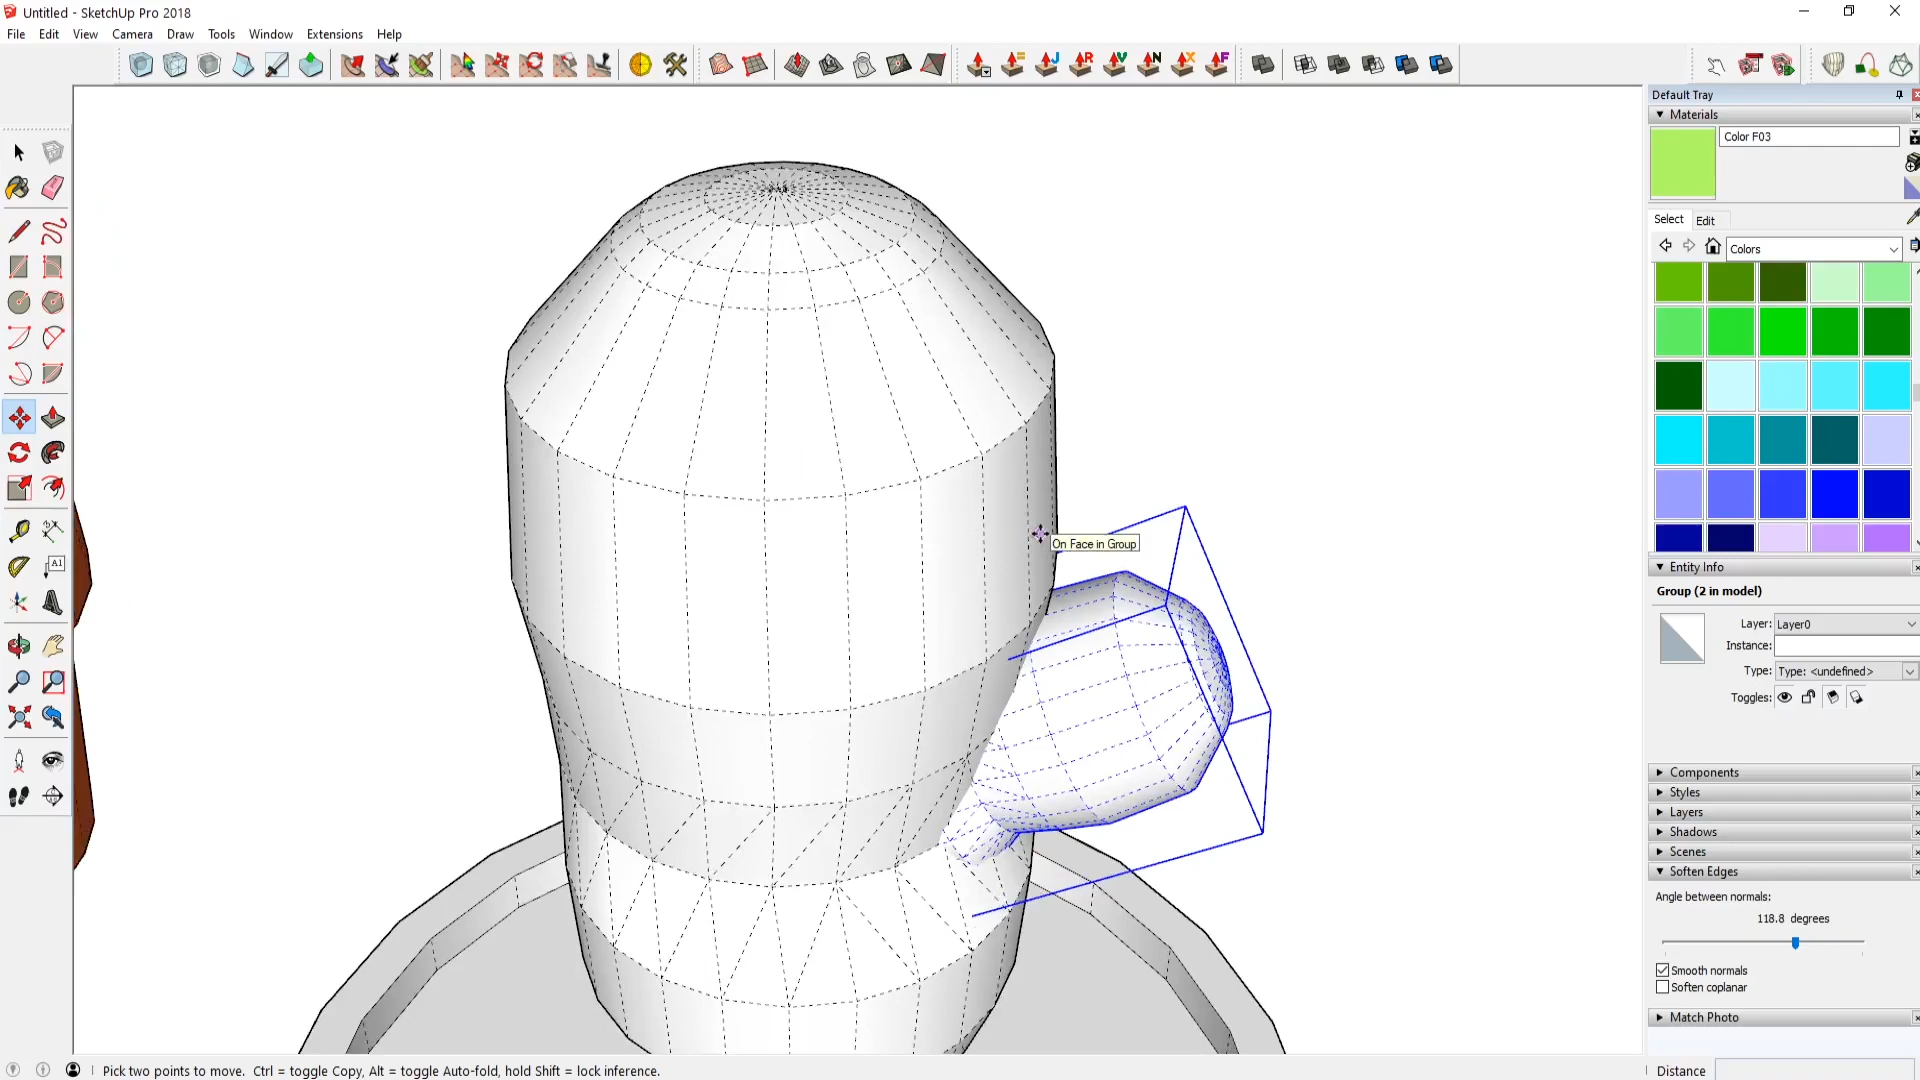 Untitled - SketchUp Pro 2018
File Edit View Camera Draw Tools Window Extensions Help
J R V N X F
Default Tray
Materials
Color F03
Select Edit
Colors
A1
On Face in Group
Entity Info
Group (2 in model)
Layer: Layer0
Instance:
Type: Type: <undefined>
Toggles:
Components
Styles
Layers
Shadows
Scenes
Soften Edges
Angle between normals:
118.8 degrees
Smooth normals
Soften coplanar
Match Photo
Pick two points to move. Ctrl = toggle Copy, Alt = toggle Auto-fold, hold Shift = lock inference.
Distance